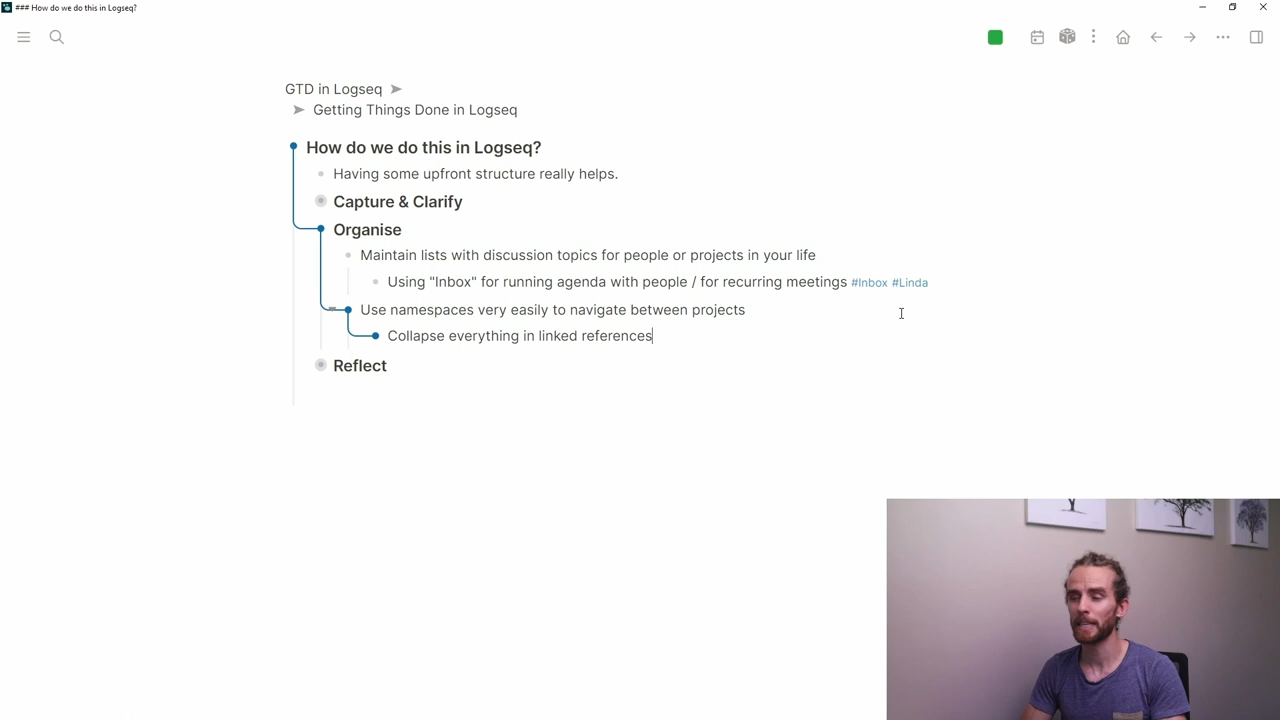 ### How do we do this in Logseq?
GTD in Logseq ➤
➤ Getting Things Done in Logseq
How do we do this in Logseq?
Having some upfront structure really helps.
Capture & Clarify
Organise
Maintain lists with discussion topics for people or projects in your life
Using "Inbox" for running agenda with people / for recurring meetings #Inbox #Linda
Use namespaces very easily to navigate between projects
Collapse everything in linked references
Reflect